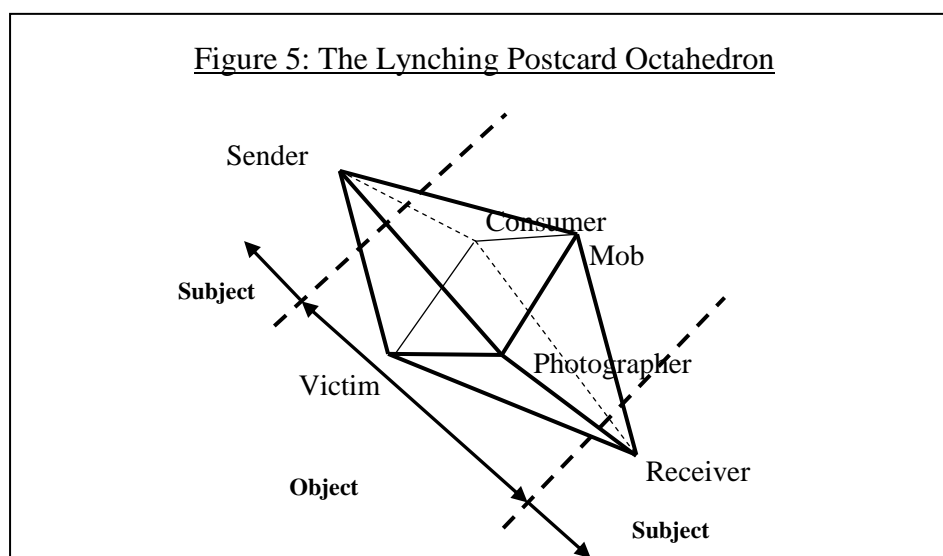 Figure 5: The Lynching Postcard Octahedron
Sender
Consumer
Mob
Subject
Photographer
Victim
Receiver
Object
Subject